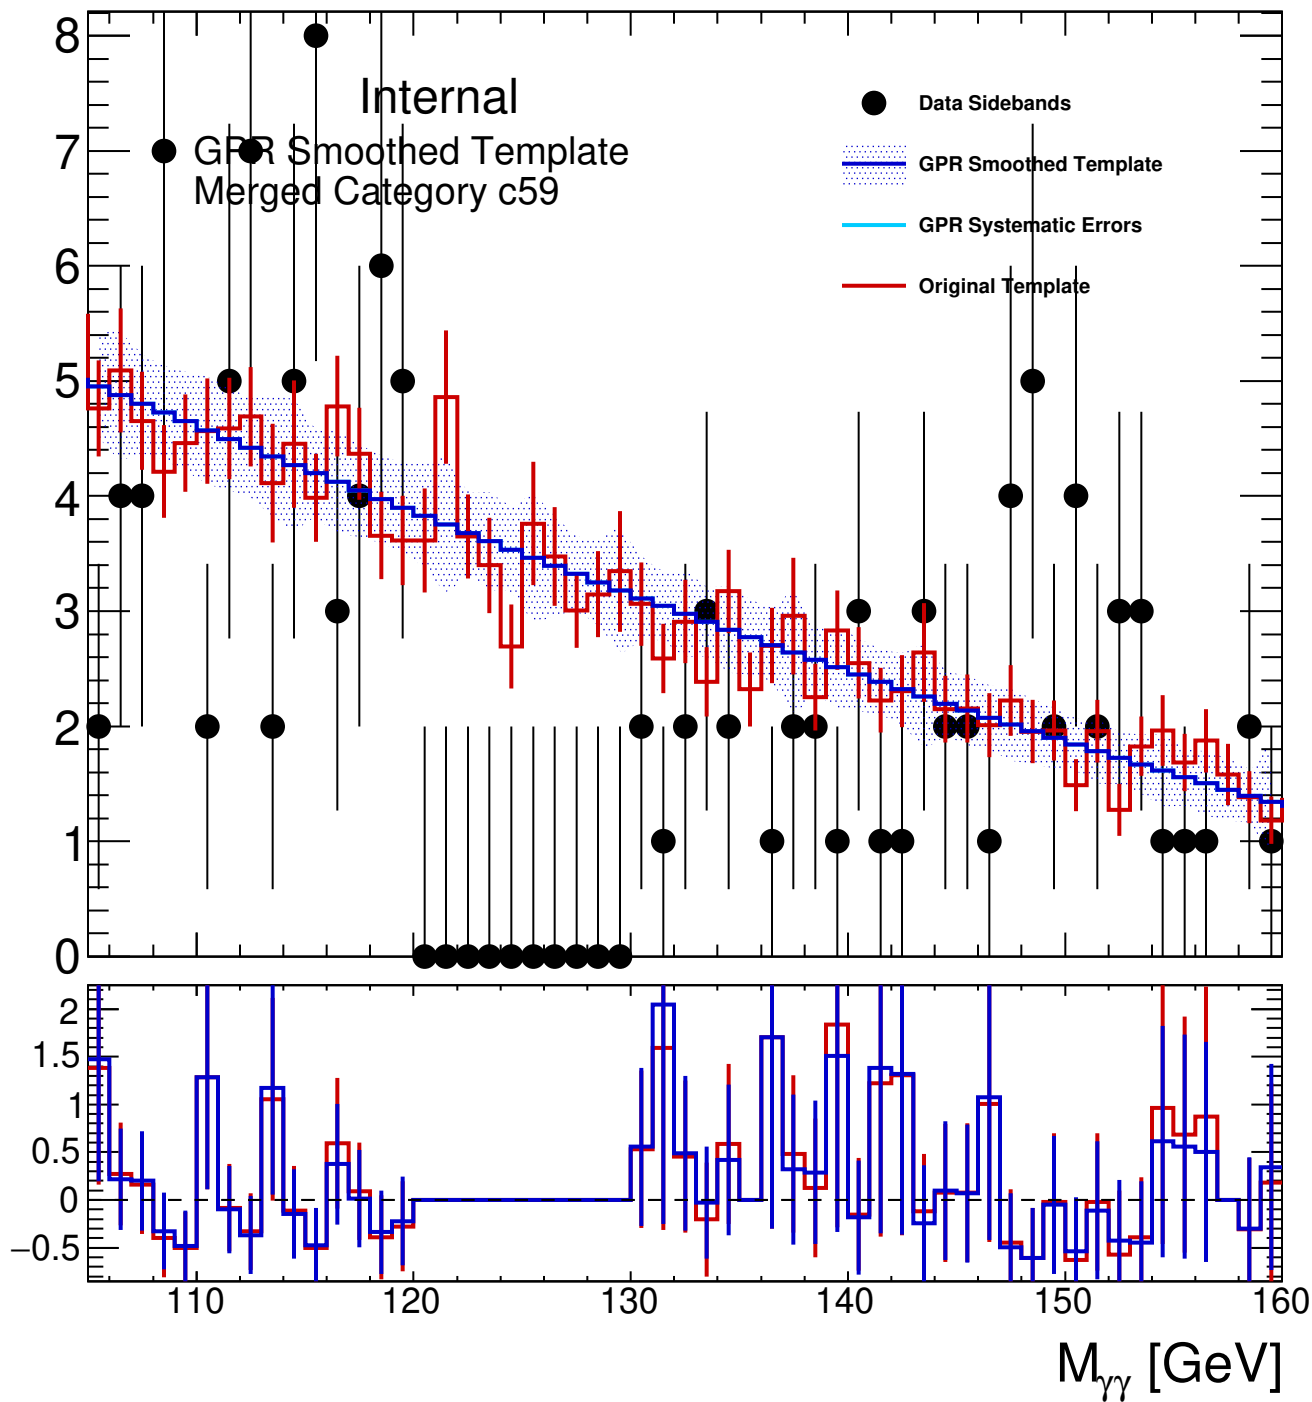 Internal
GPR Smoothed Template
Merged Category c59
Data Sidebands
GPR Smoothed Template
GPR Systematic Errors
Original Template
8
7
6
5
4
3
2
1
0
2
1.5
1
0.5
0
−0.5
110 120 130 140 150 160
Mγγ [GeV]